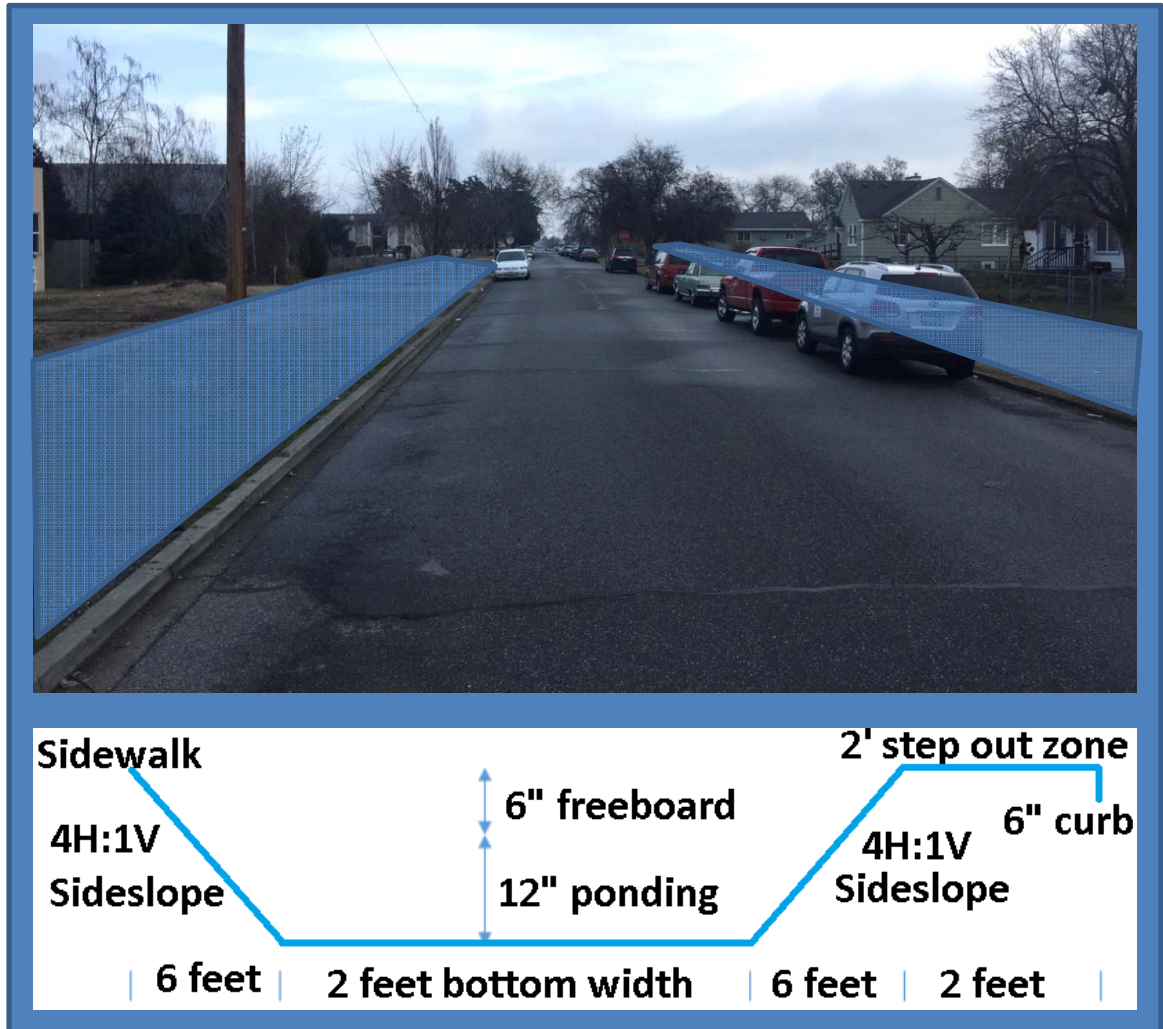 Sidewalk
2' step out zone
6" freeboard
6" curb
4H:1V
Sideslope
12" ponding
4H:1V
Sideslope
6 feet
2 feet bottom width
6 feet
2 feet